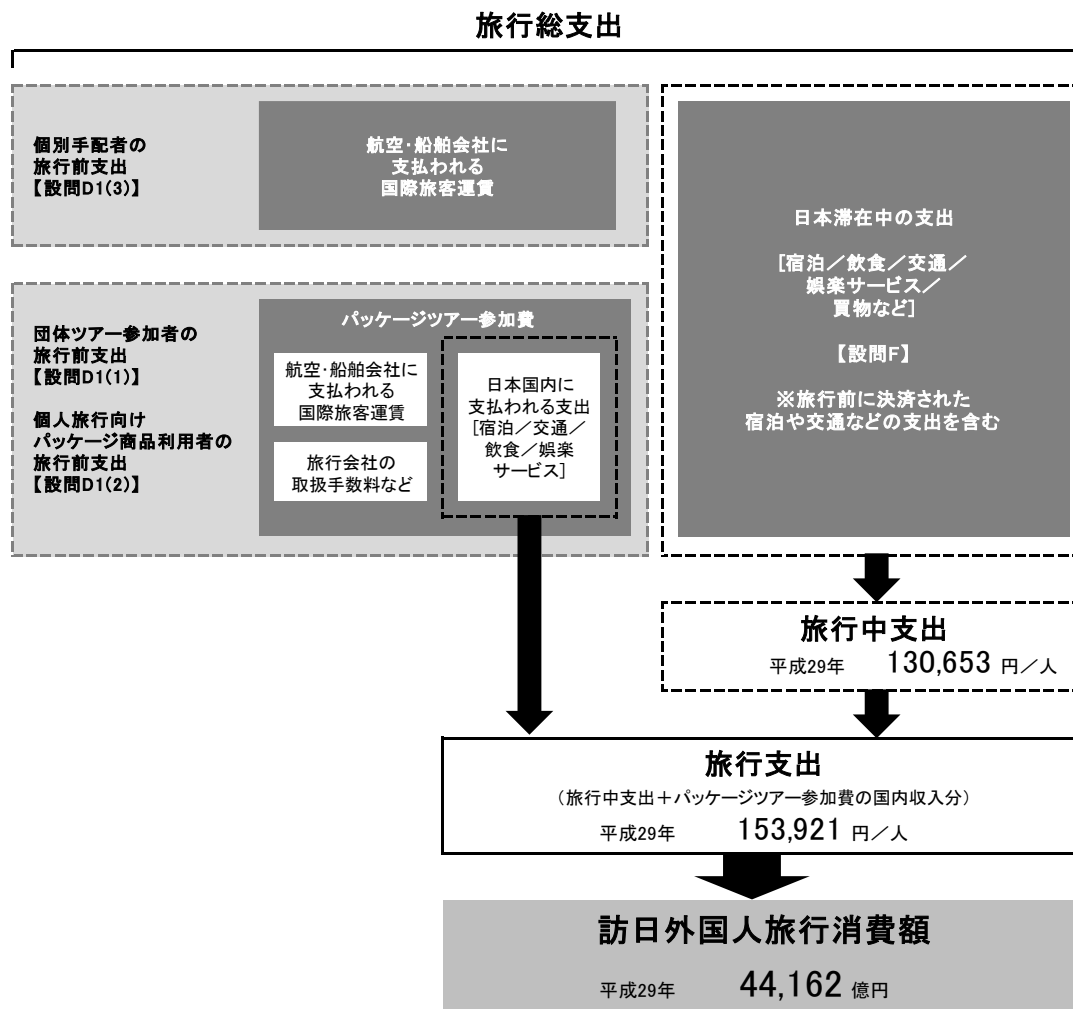 旅行総支出
個別手配者の
旅行前支出
【設問D1(3)】
航空・船舶会社に
支払われる
国際旅客運賃
団体ツアー参加者の
旅行前支出
【設問D1(1)】
個人旅行向け
パッケージ商品利用者の
旅行前支出
【設問D1(2)】
パッケージツアー参加費
航空・船舶会社に
支払われる
国際旅客運賃
旅行会社の
取扱手数料など
日本国内に
支払われる支出
[宿泊／交通／
飲食／娯楽
サービス]
日本滞在中の支出
[宿泊／飲食／交通／
娯楽サービス／
買物など]
【設問F】
※旅行前に決済された
宿泊や交通などの支出を含む
旅行中支出
平成29年 130,653 円／人
旅行支出
（旅行中支出＋パッケージツアー参加費の国内収入分）
平成29年 153,921 円／人
訪日外国人旅行消費額
平成29年 44,162 億円